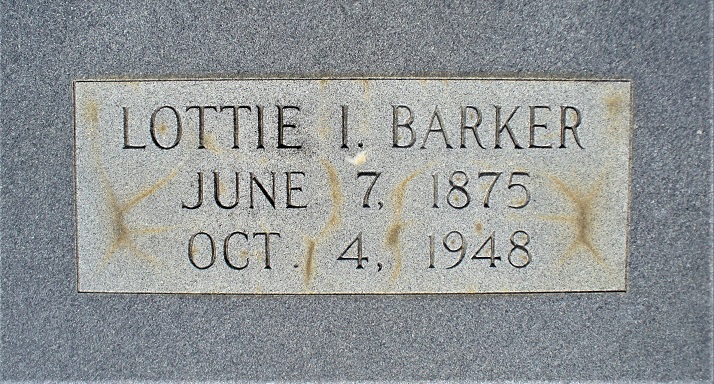 LOTTIE I. BARKER
JUNE 7, 1875
OCT. 4, 1948